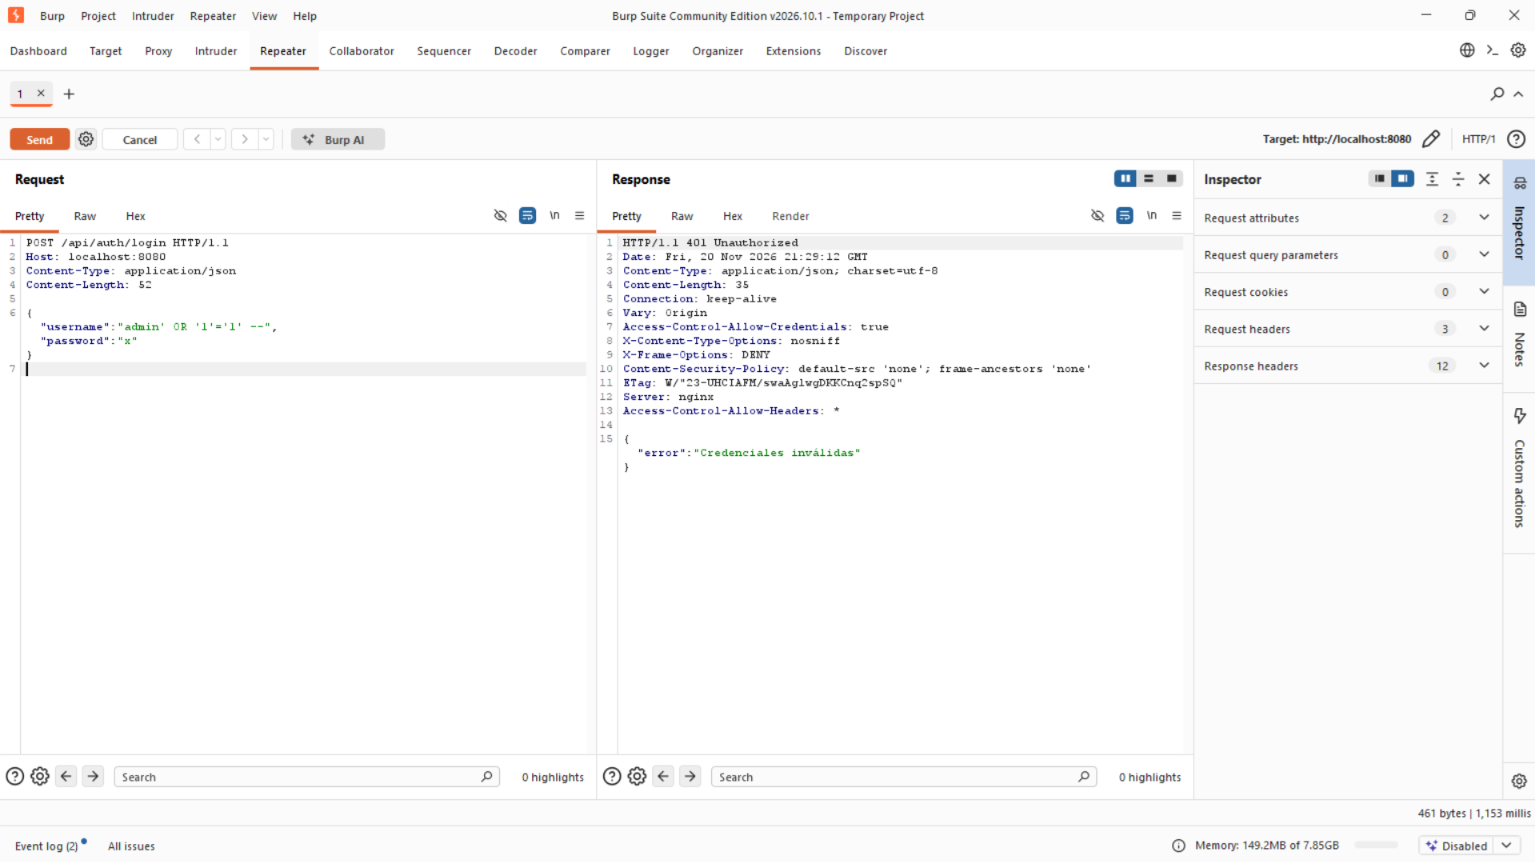 Burp Project Intruder Repeater View Help
Burp Suite Community Edition v2026.10.1 - Temporary Project
Dashboard Target Proxy Intruder Repeater Collaborator Sequencer Decoder Comparer Logger Organizer Extensions Discover
1
Send Cancel Burp AI
Target: http://localhost:8080 HTTP/1
Request
Pretty Raw Hex
\n
1 POST /api/auth/login HTTP/1.1
2 Host: localhost:8080
3 Content-Type: application/json
4 Content-Length: 52
5
6 {
"username":"admin' OR '1'='1' --",
"password":"x"
}
7
Search
0 highlights
Response
Pretty Raw Hex Render
\n
1 HTTP/1.1 401 Unauthorized
2 Date: Fri, 20 Nov 2026 21:29:12 GMT
3 Content-Type: application/json; charset=utf-8
4 Content-Length: 35
5 Connection: keep-alive
6 Vary: Origin
7 Access-Control-Allow-Credentials: true
8 X-Content-Type-Options: nosniff
9 X-Frame-Options: DENY
10 Content-Security-Policy: default-src 'none'; frame-ancestors 'none'
11 ETag: W/"23-UHCIAFM/swaAglwgDKKCnq2spSQ"
12 Server: nginx
13 Access-Control-Allow-Headers: *
14
15 {
"error":"Credenciales inválidas"
}
Search
0 highlights
Inspector
Request attributes 2
Request query parameters 0
Request cookies 0
Request headers 3
Response headers 12
Inspector
Notes
Custom actions
461 bytes | 1,153 millis
Event log (2) All issues
Memory: 149.2MB of 7.85GB
Disabled